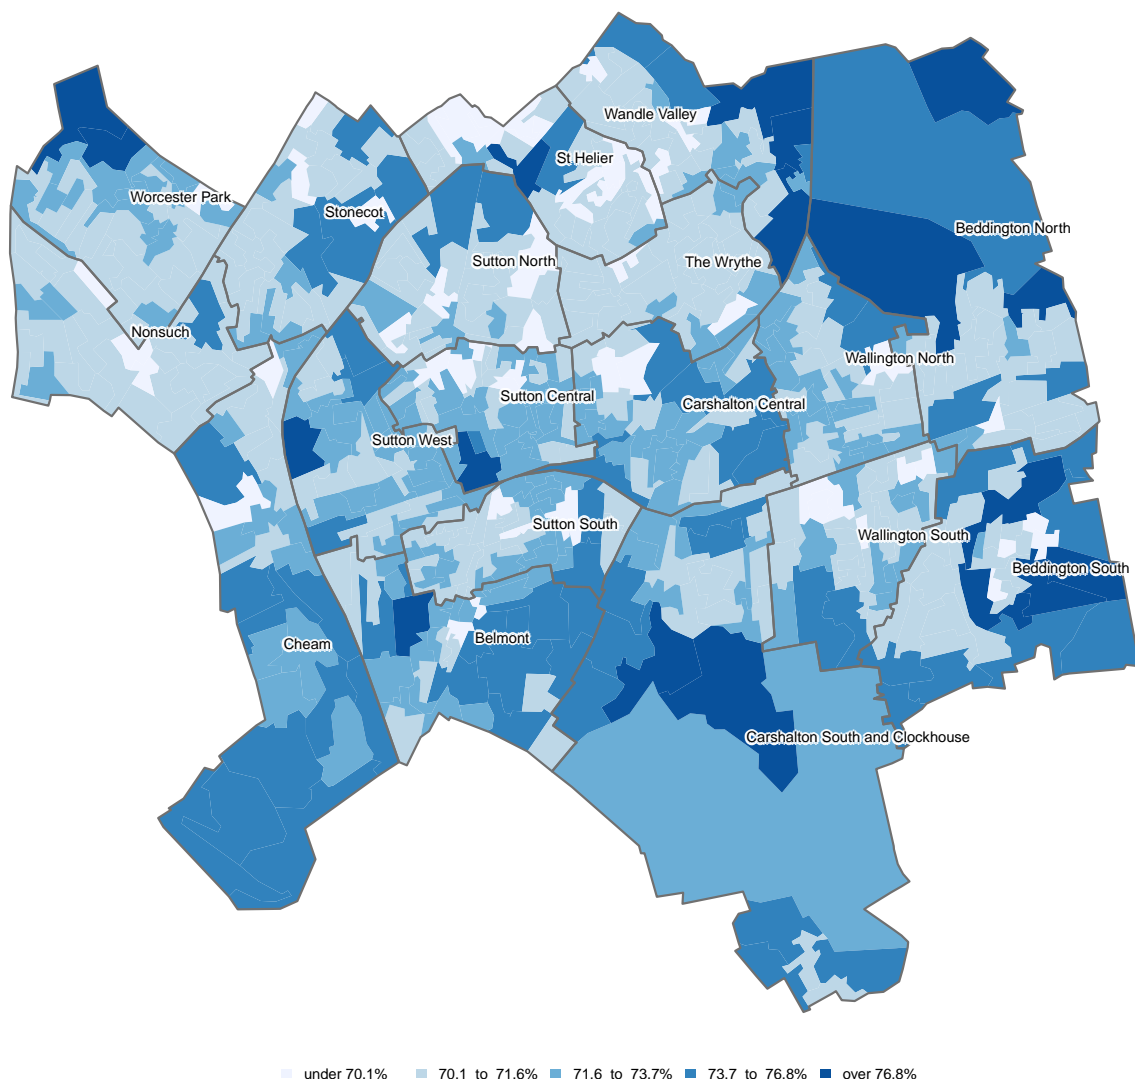 Wandle Valley
St Helier
Worcester Park
Stonecot
Beddington North
Sutton North
The Wrythe
Nonsuch
Wallington North
Sutton Central
Carshalton Central
Sutton West
Sutton South
Wallington South
Beddington South
Belmont
Cheam
Carshalton South and Clockhouse
under 70.1% 70.1 to 71.6% 71.6 to 73.7% 73.7 to 76.8% over 76.8%